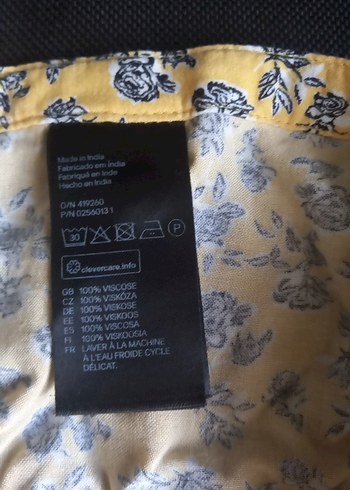 Made in India
Fabricado em Índia
Fabriqué en Inde
Hecho en India
O/N 419260
P/N 0256013 1
30 P
clevercare.info
GB 100% VISCOSE
CZ 100% VISKÓZA
DE 100% VISKOSE
EE 100% VISKOOS
ES 100% VISCOSA
FI 100% VISKOOSIA
FR LAVER À LA MACHINE
À L'EAU FROIDE CYCLE
DÉLICAT.